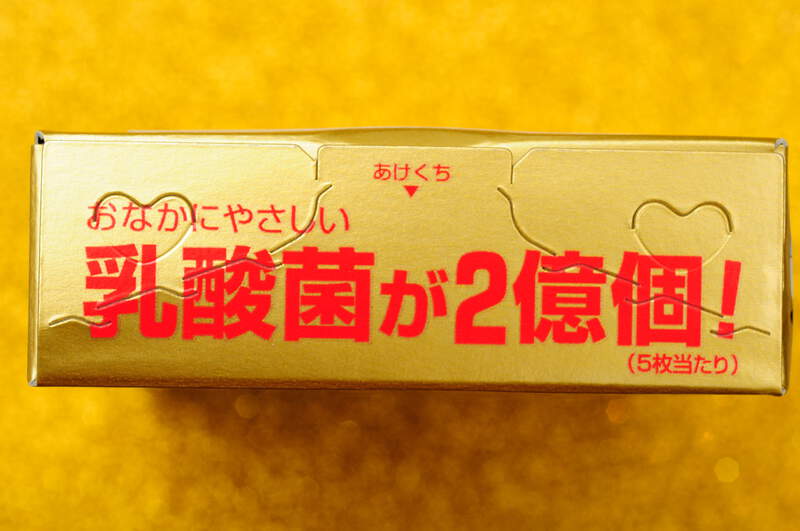 あけくち
▼
おなかにやさしい
乳酸菌が2億個!
(5枚当たり)